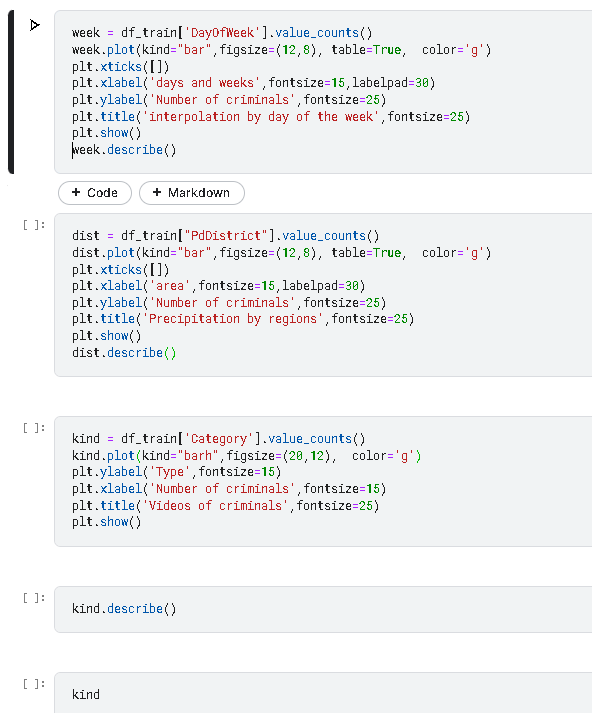 week = df_train['DayOfWeek'].value_counts()
week.plot(kind="bar",figsize=(12,8), table=True,  color='g')
plt.xticks([])
plt.xlabel('days and weeks',fontsize=15,labelpad=30)
plt.ylabel('Number of criminals',fontsize=25)
plt.title('interpolation by day of the week',fontsize=25)
plt.show()
week.describe()
+ Code + Markdown
[ ]:
dist = df_train["PdDistrict"].value_counts()
dist.plot(kind="bar",figsize=(12,8), table=True,  color='g')
plt.xticks([])
plt.xlabel('area',fontsize=15,labelpad=30)
plt.ylabel('Number of criminals',fontsize=25)
plt.title('Precipitation by regions',fontsize=25)
plt.show()
dist.describe()
[ ]:
kind = df_train['Category'].value_counts()
kind.plot(kind="barh",figsize=(20,12),  color='g')
plt.ylabel('Type',fontsize=15)
plt.xlabel('Number of criminals',fontsize=15)
plt.title('Videos of criminals',fontsize=25)
plt.show()
[ ]:
kind.describe()
[ ]:
kind